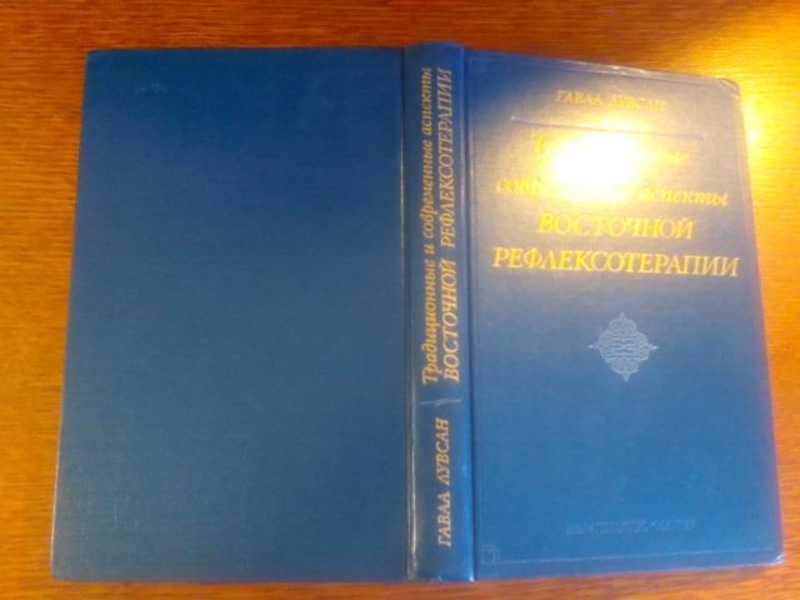 Традиционные и современные аспекты
ВОСТОЧНОЙ РЕФЛЕКСОТЕРАПИИ
ГАВАА ЛУВСАН
ГАВАА ЛУВСАН
аспекты
ВОСТОЧНОЙ
РЕФЛЕКСОТЕРАПИИ